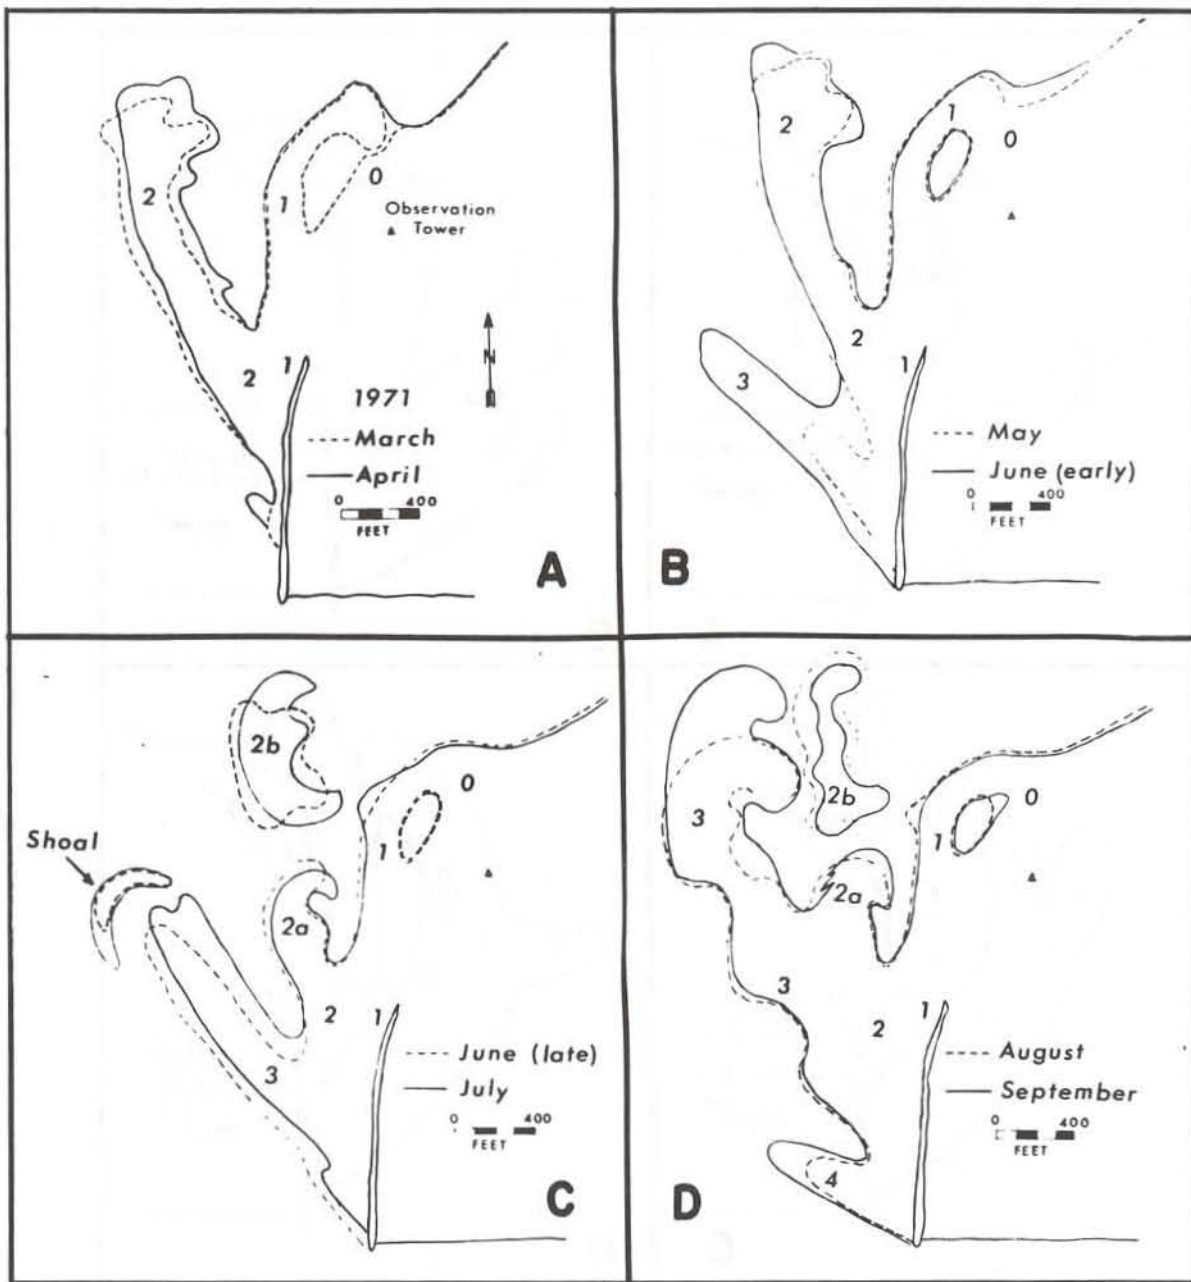 2
1
0
Observation
▲ Tower
N
2
1
1971
---- March
— April
0 400
FEET
A
2
1
0
▲
2
3
1
---- May
— June (early)
0 400
FEET
B
2b
0
Shoal
1
▲
2a
2
1
3
---- June (late)
— July
0 400
FEET
C
2b
3
0
1
2a
▲
3
2
1
---- August
— September
0 400
FEET
4
D